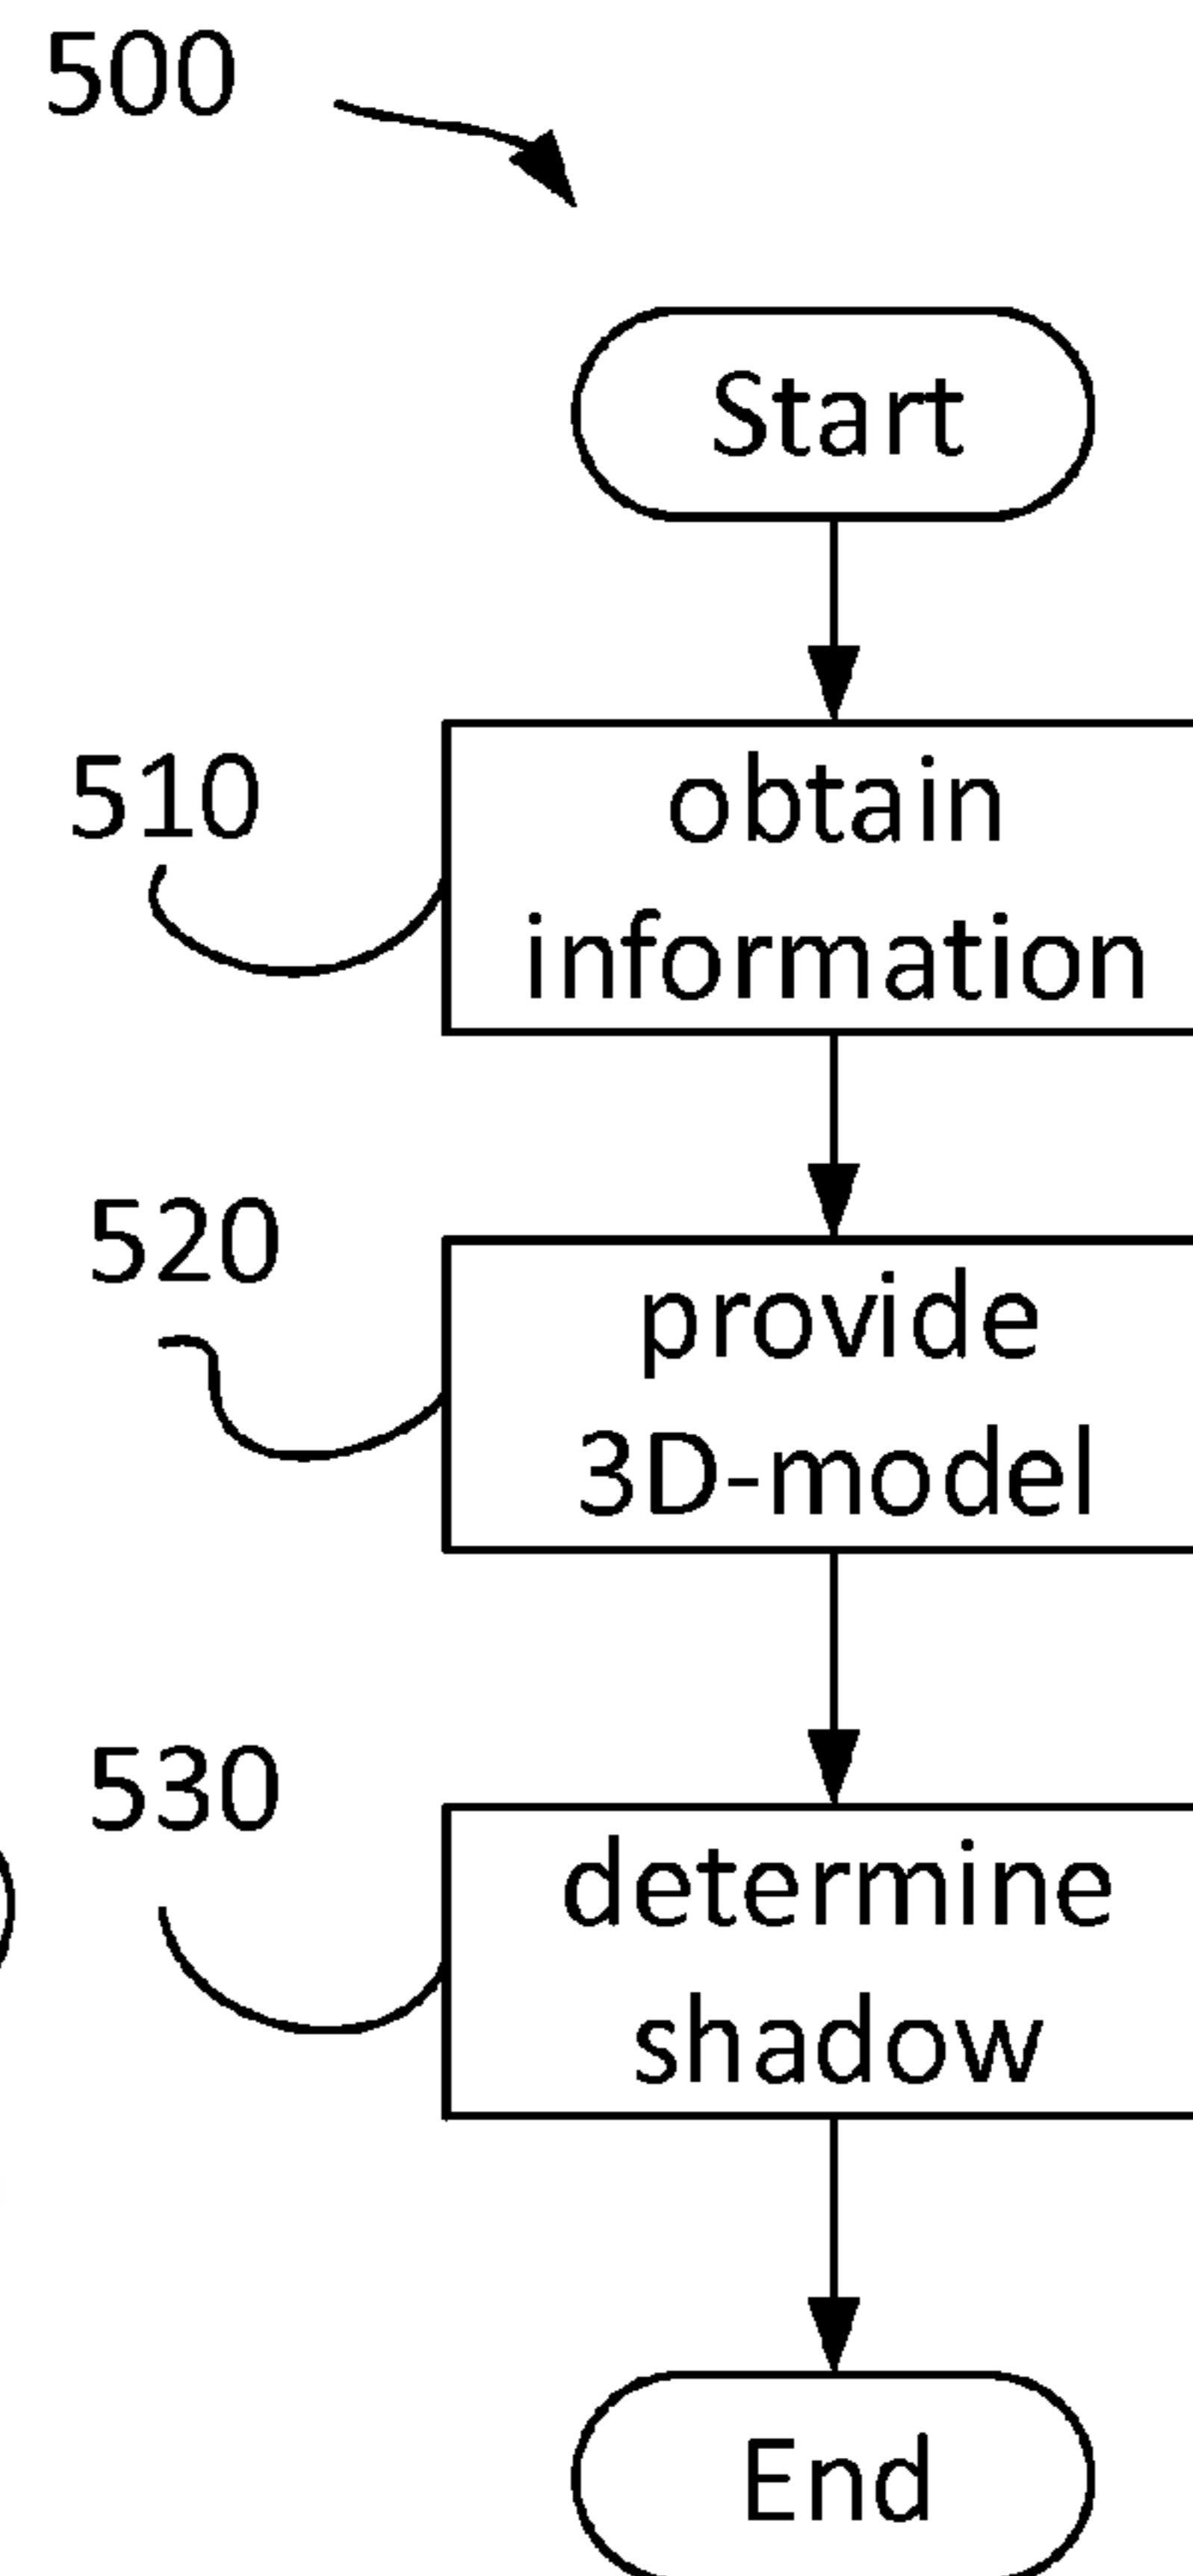 500
Start
510
obtain
information
520
provide
3D-model
530
determine
shadow
End